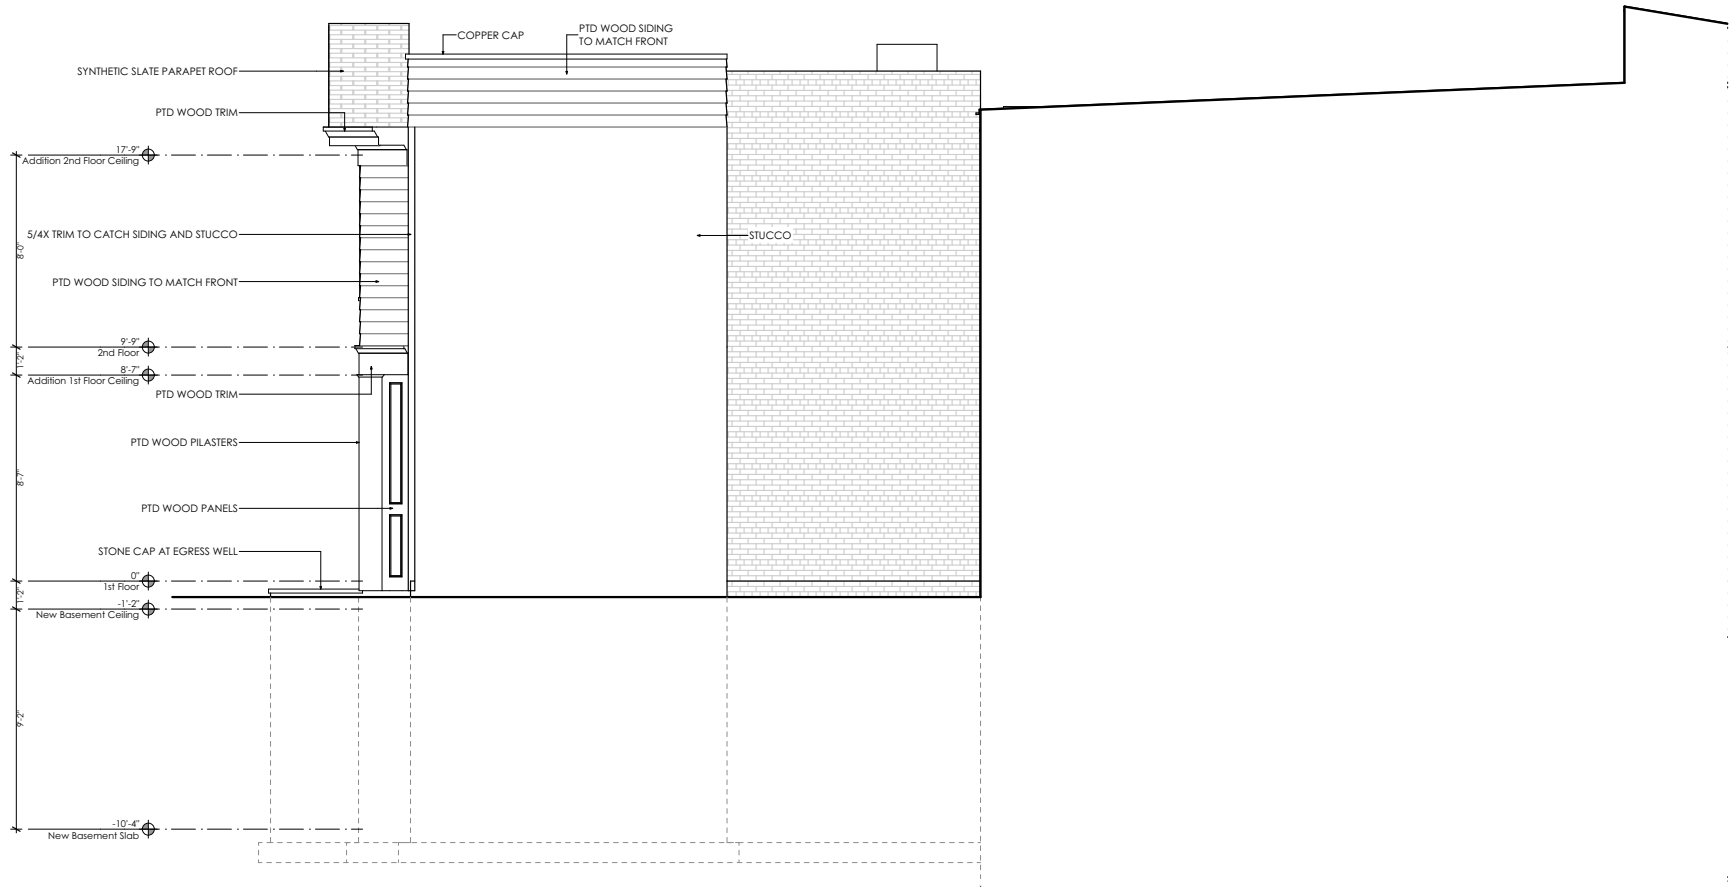 COPPER CAP
PTD WOOD SIDING
TO MATCH FRONT
SYNTHETIC SLATE PARAPET ROOF
PTD WOOD TRIM
17'-9"
Addition 2nd Floor Ceiling
5/4X TRIM TO CATCH SIDING AND STUCCO
STUCCO
8'-0"
PTD WOOD SIDING TO MATCH FRONT
9'-9"
2nd Floor
1'-2"
8'-7"
Addition 1st Floor Ceiling
PTD WOOD TRIM
PTD WOOD PILASTERS
8'-7"
PTD WOOD PANELS
STONE CAP AT EGRESS WELL
0"
1st Floor
1'-2"
-1'-2"
New Basement Ceiling
9'-2"
-10'-4"
New Basement Slab